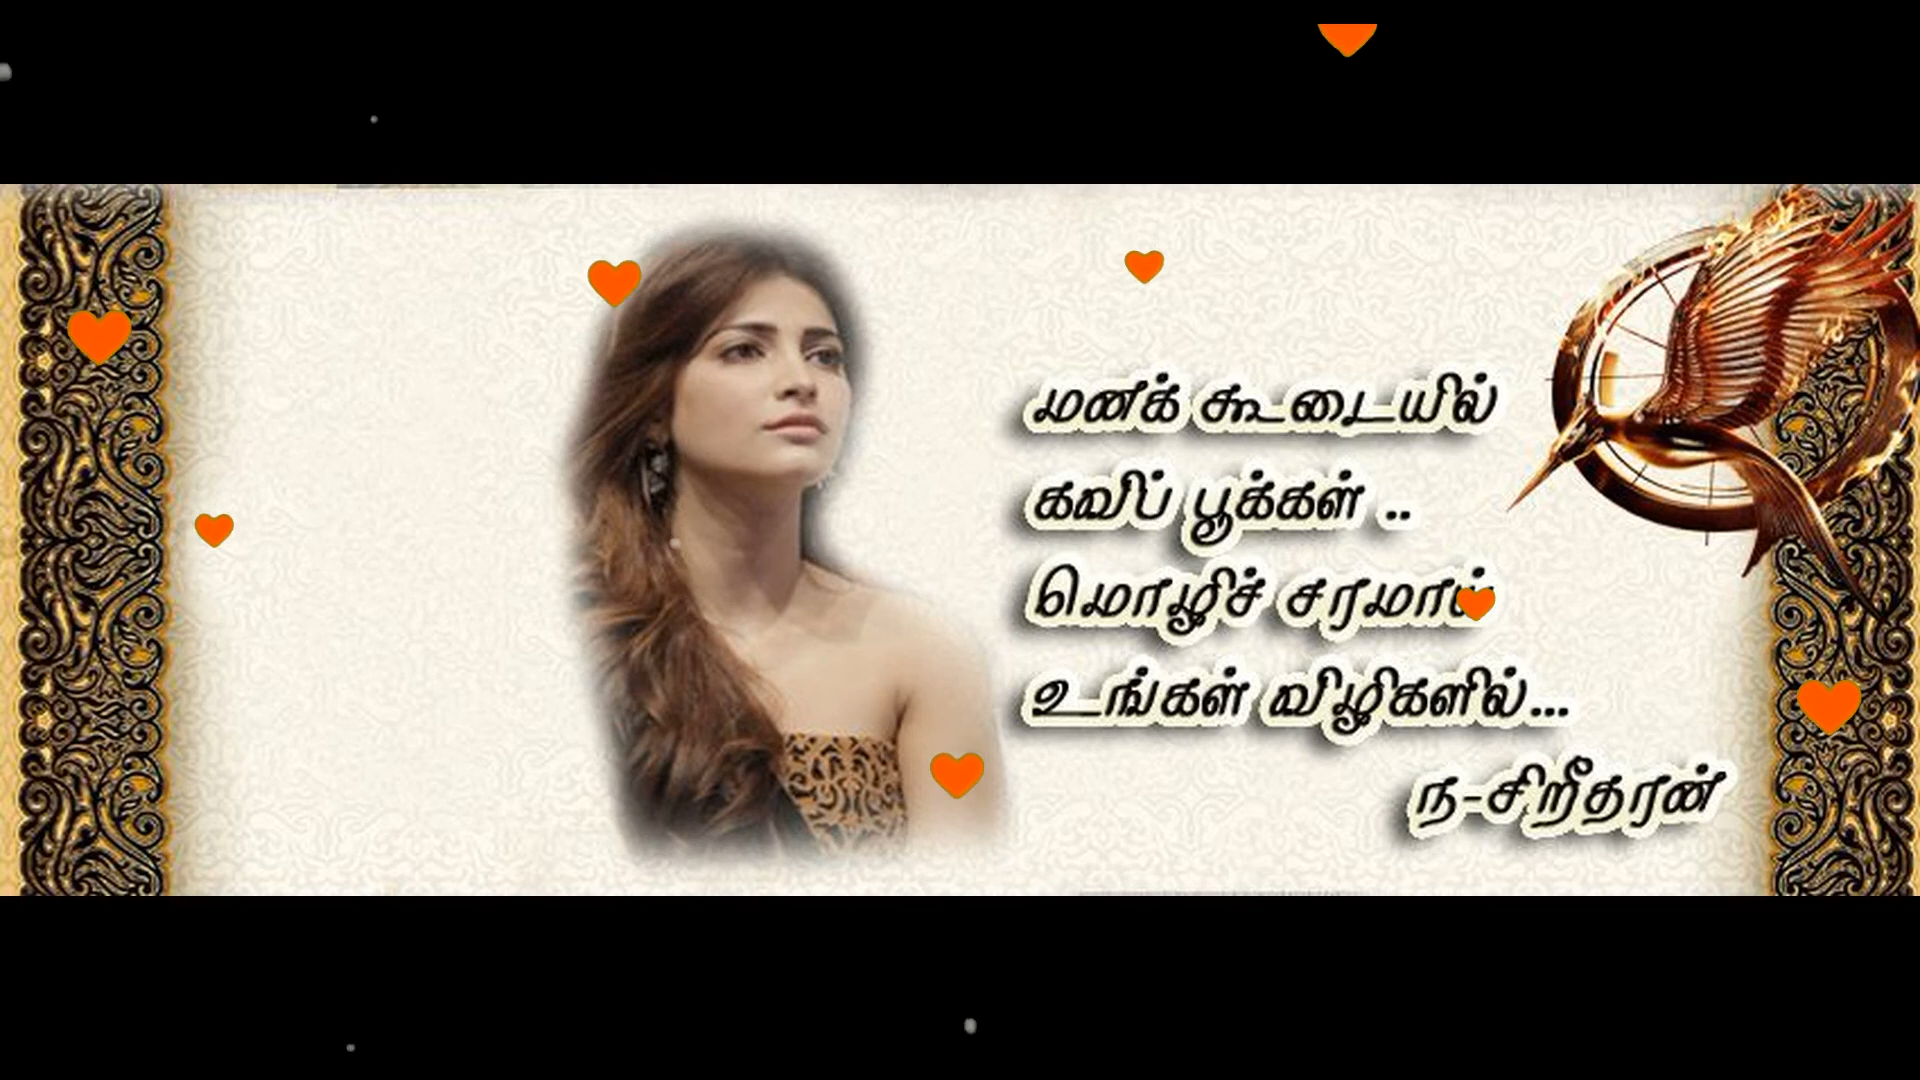 மனக் கூடையில்
கவிப் பூக்கள் ..
மொழிச் சரமாய்
உங்கள் விழிகளில்...
ந-சிறீதரன்